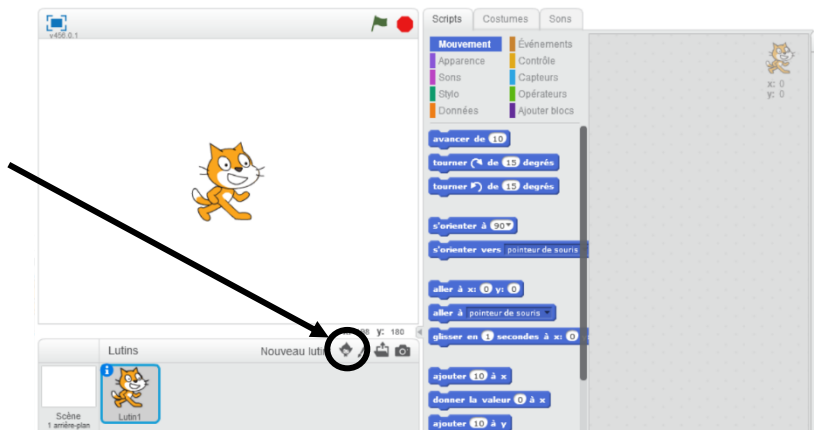 v456.0.1
Scripts Costumes Sons
Mouvement Événements
Apparence Contrôle
Sons Capteurs
Stylo Opérateurs
Données Ajouter blocs
x: 0
y: 0
avancer de 10
tourner de 15 degrés
tourner de 15 degrés
s'orienter à 90
s'orienter vers pointeur de souris
aller à x: 0 y: 0
aller à pointeur de souris
glisser en 1 secondes à x: 0
ajouter 10 à x
donner la valeur 0 à x
ajouter 10 à y
y: 180
Lutins Nouveau lutin
Scène
1 arrière-plan
Lutin1